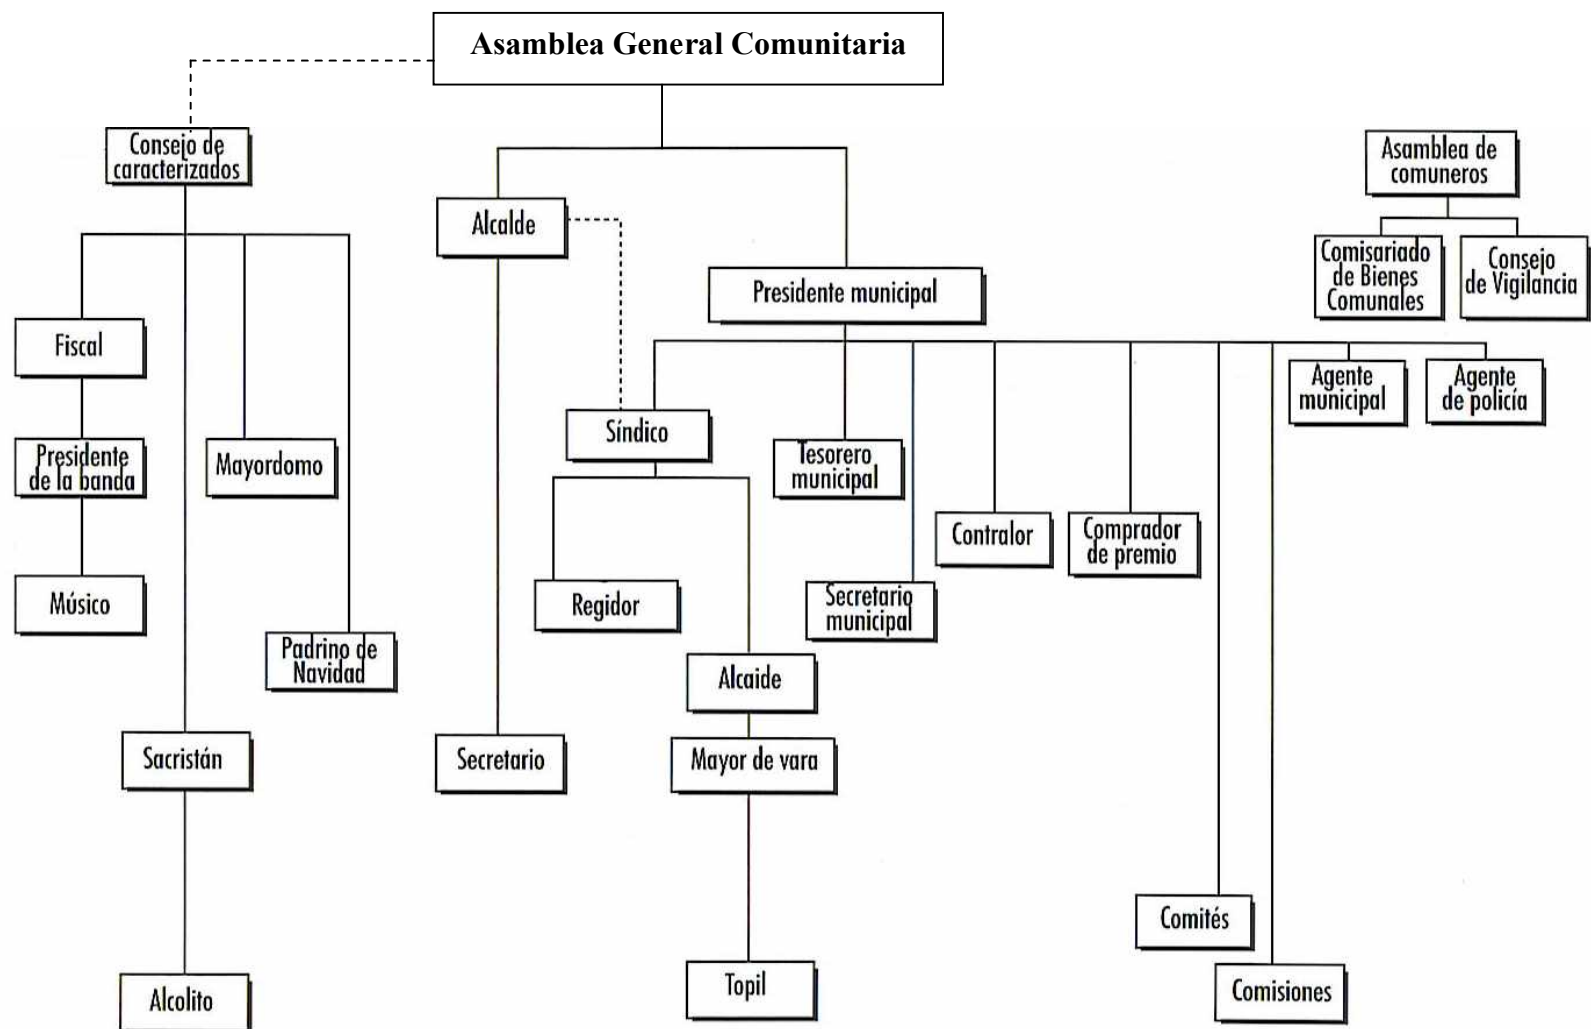 Asamblea General Comunitaria
Consejo de
caracterizados
Asamblea de
comuneros
Alcalde
Comisariado
de Bienes
Comunales
Consejo
de Vigilancia
Presidente municipal
Fiscal
Agente
municipal
Agente
de policía
Síndico
Presidente
de la banda
Mayordomo
Tesorero
municipal
Contralor
Comprador
de premio
Músico
Regidor
Secretario
municipal
Padrino de
Navidad
Alcaide
Sacristán
Secretario
Mayor de vara
Comités
Alcolito
Topil
Comisiones